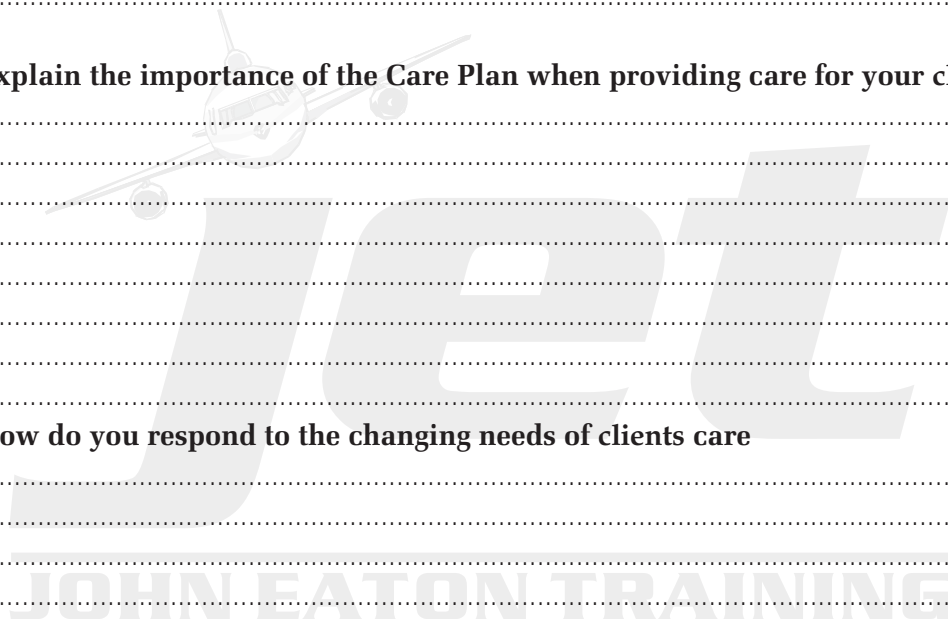 xplain the importance of the Care Plan when providing care for your cl
ow do you respond to the changing needs of clients care
jet
JOHN EATON TRAINING